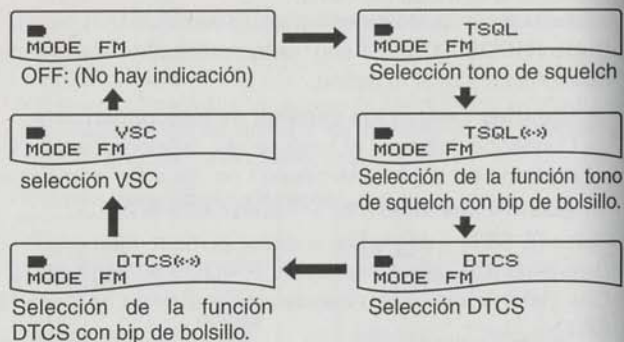 MODE FM
OFF: (No hay indicación)
TSQL
MODE FM
Selección tono de squelch
VSC
MODE FM
selección VSC
TSQL((•))
MODE FM
Selección de la función tono
de squelch con bip de bolsillo.
DTCS((•))
MODE FM
Selección de la función
DTCS con bip de bolsillo.
DTCS
MODE FM
Selección DTCS